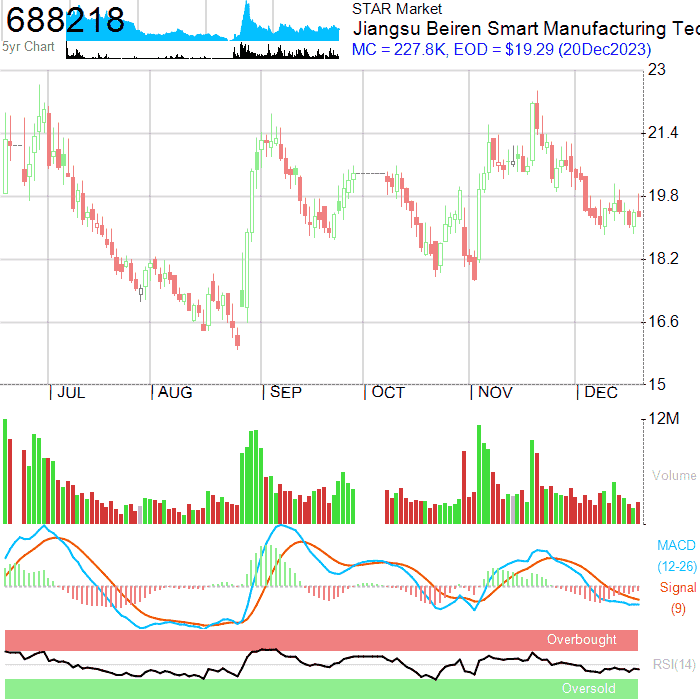 688218
5yr Chart
STAR Market
Jiangsu Beiren Smart Manufacturing Tec
MC = 227.8K, EOD = $19.29 (20Dec2023)
23
21.4
19.8
18.2
16.6
15
JUL
AUG
SEP
OCT
NOV
DEC
12M
Volume
MACD
(12-26)
Signal
(9)
Overbought
RSI(14)
Oversold